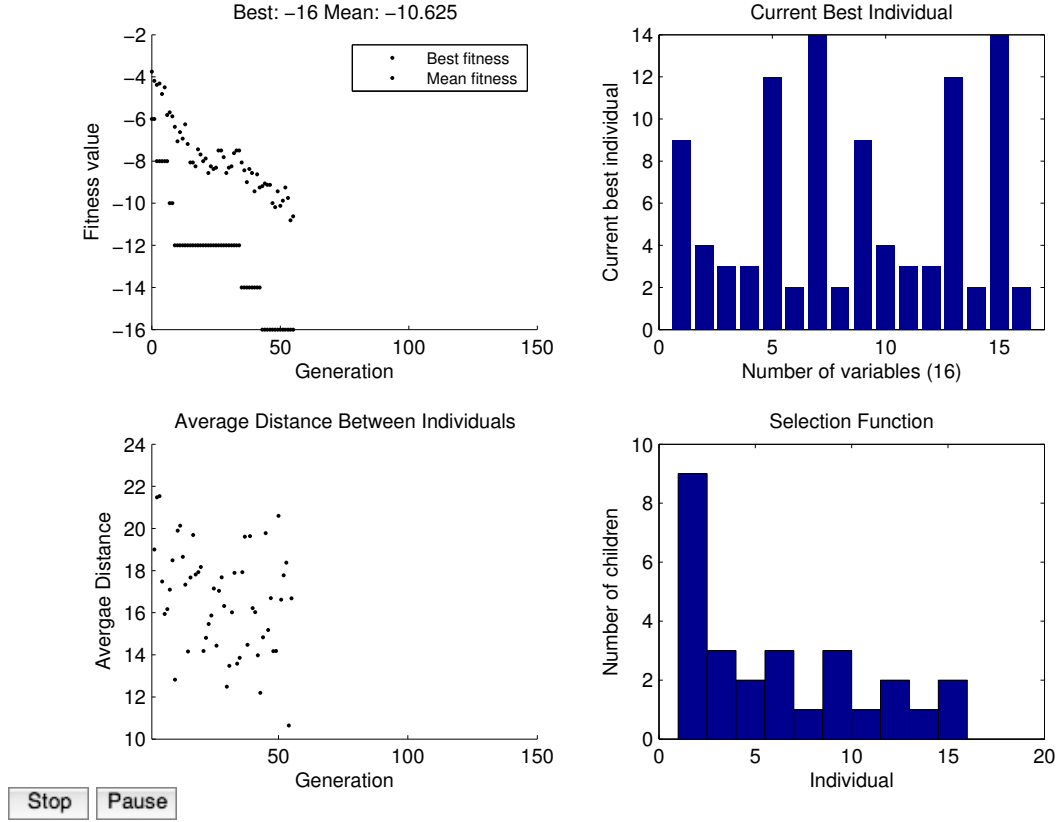 Best: −16 Mean: −10.625
−2
−4
−6
−8
−10
−12
−14
−16
0
50
100
150
Fitness value
Generation
Best fitness
Mean fitness
Current Best Individual
14
12
10
8
6
4
2
0
0
5
10
15
Current best individual
Number of variables (16)
Average Distance Between Individuals
24
22
20
18
16
14
12
10
50
100
150
Avergae Distance
Generation
Selection Function
10
8
6
4
2
0
0
5
10
15
20
Number of children
Individual
Stop
Pause